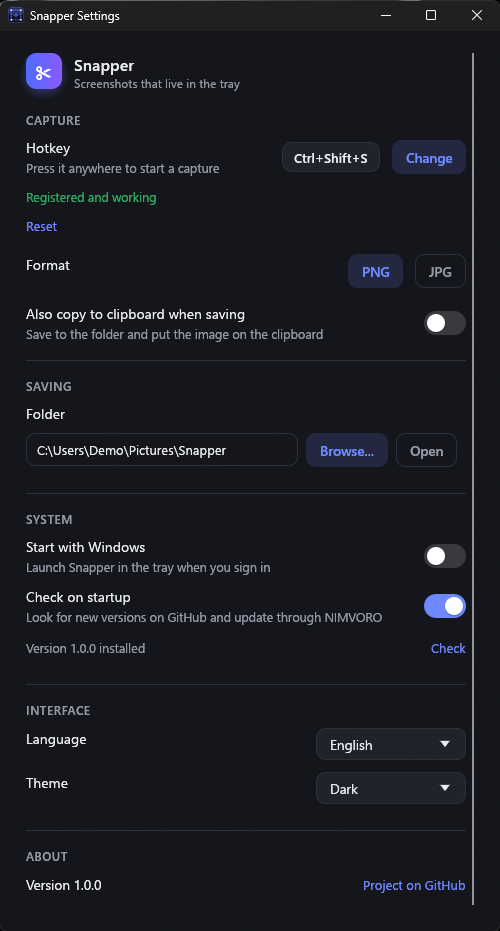 Snapper Settings
Snapper
Screenshots that live in the tray
CAPTURE
Hotkey
Press it anywhere to start a capture
Ctrl+Shift+S
Change
Registered and working
Reset
Format
PNG
JPG
Also copy to clipboard when saving
Save to the folder and put the image on the clipboard
SAVING
Folder
C:\Users\Demo\Pictures\Snapper
Browse...
Open
SYSTEM
Start with Windows
Launch Snapper in the tray when you sign in
Check on startup
Look for new versions on GitHub and update through NIMVORO
Version 1.0.0 installed
Check
INTERFACE
Language
English
Theme
Dark
ABOUT
Version 1.0.0
Project on GitHub